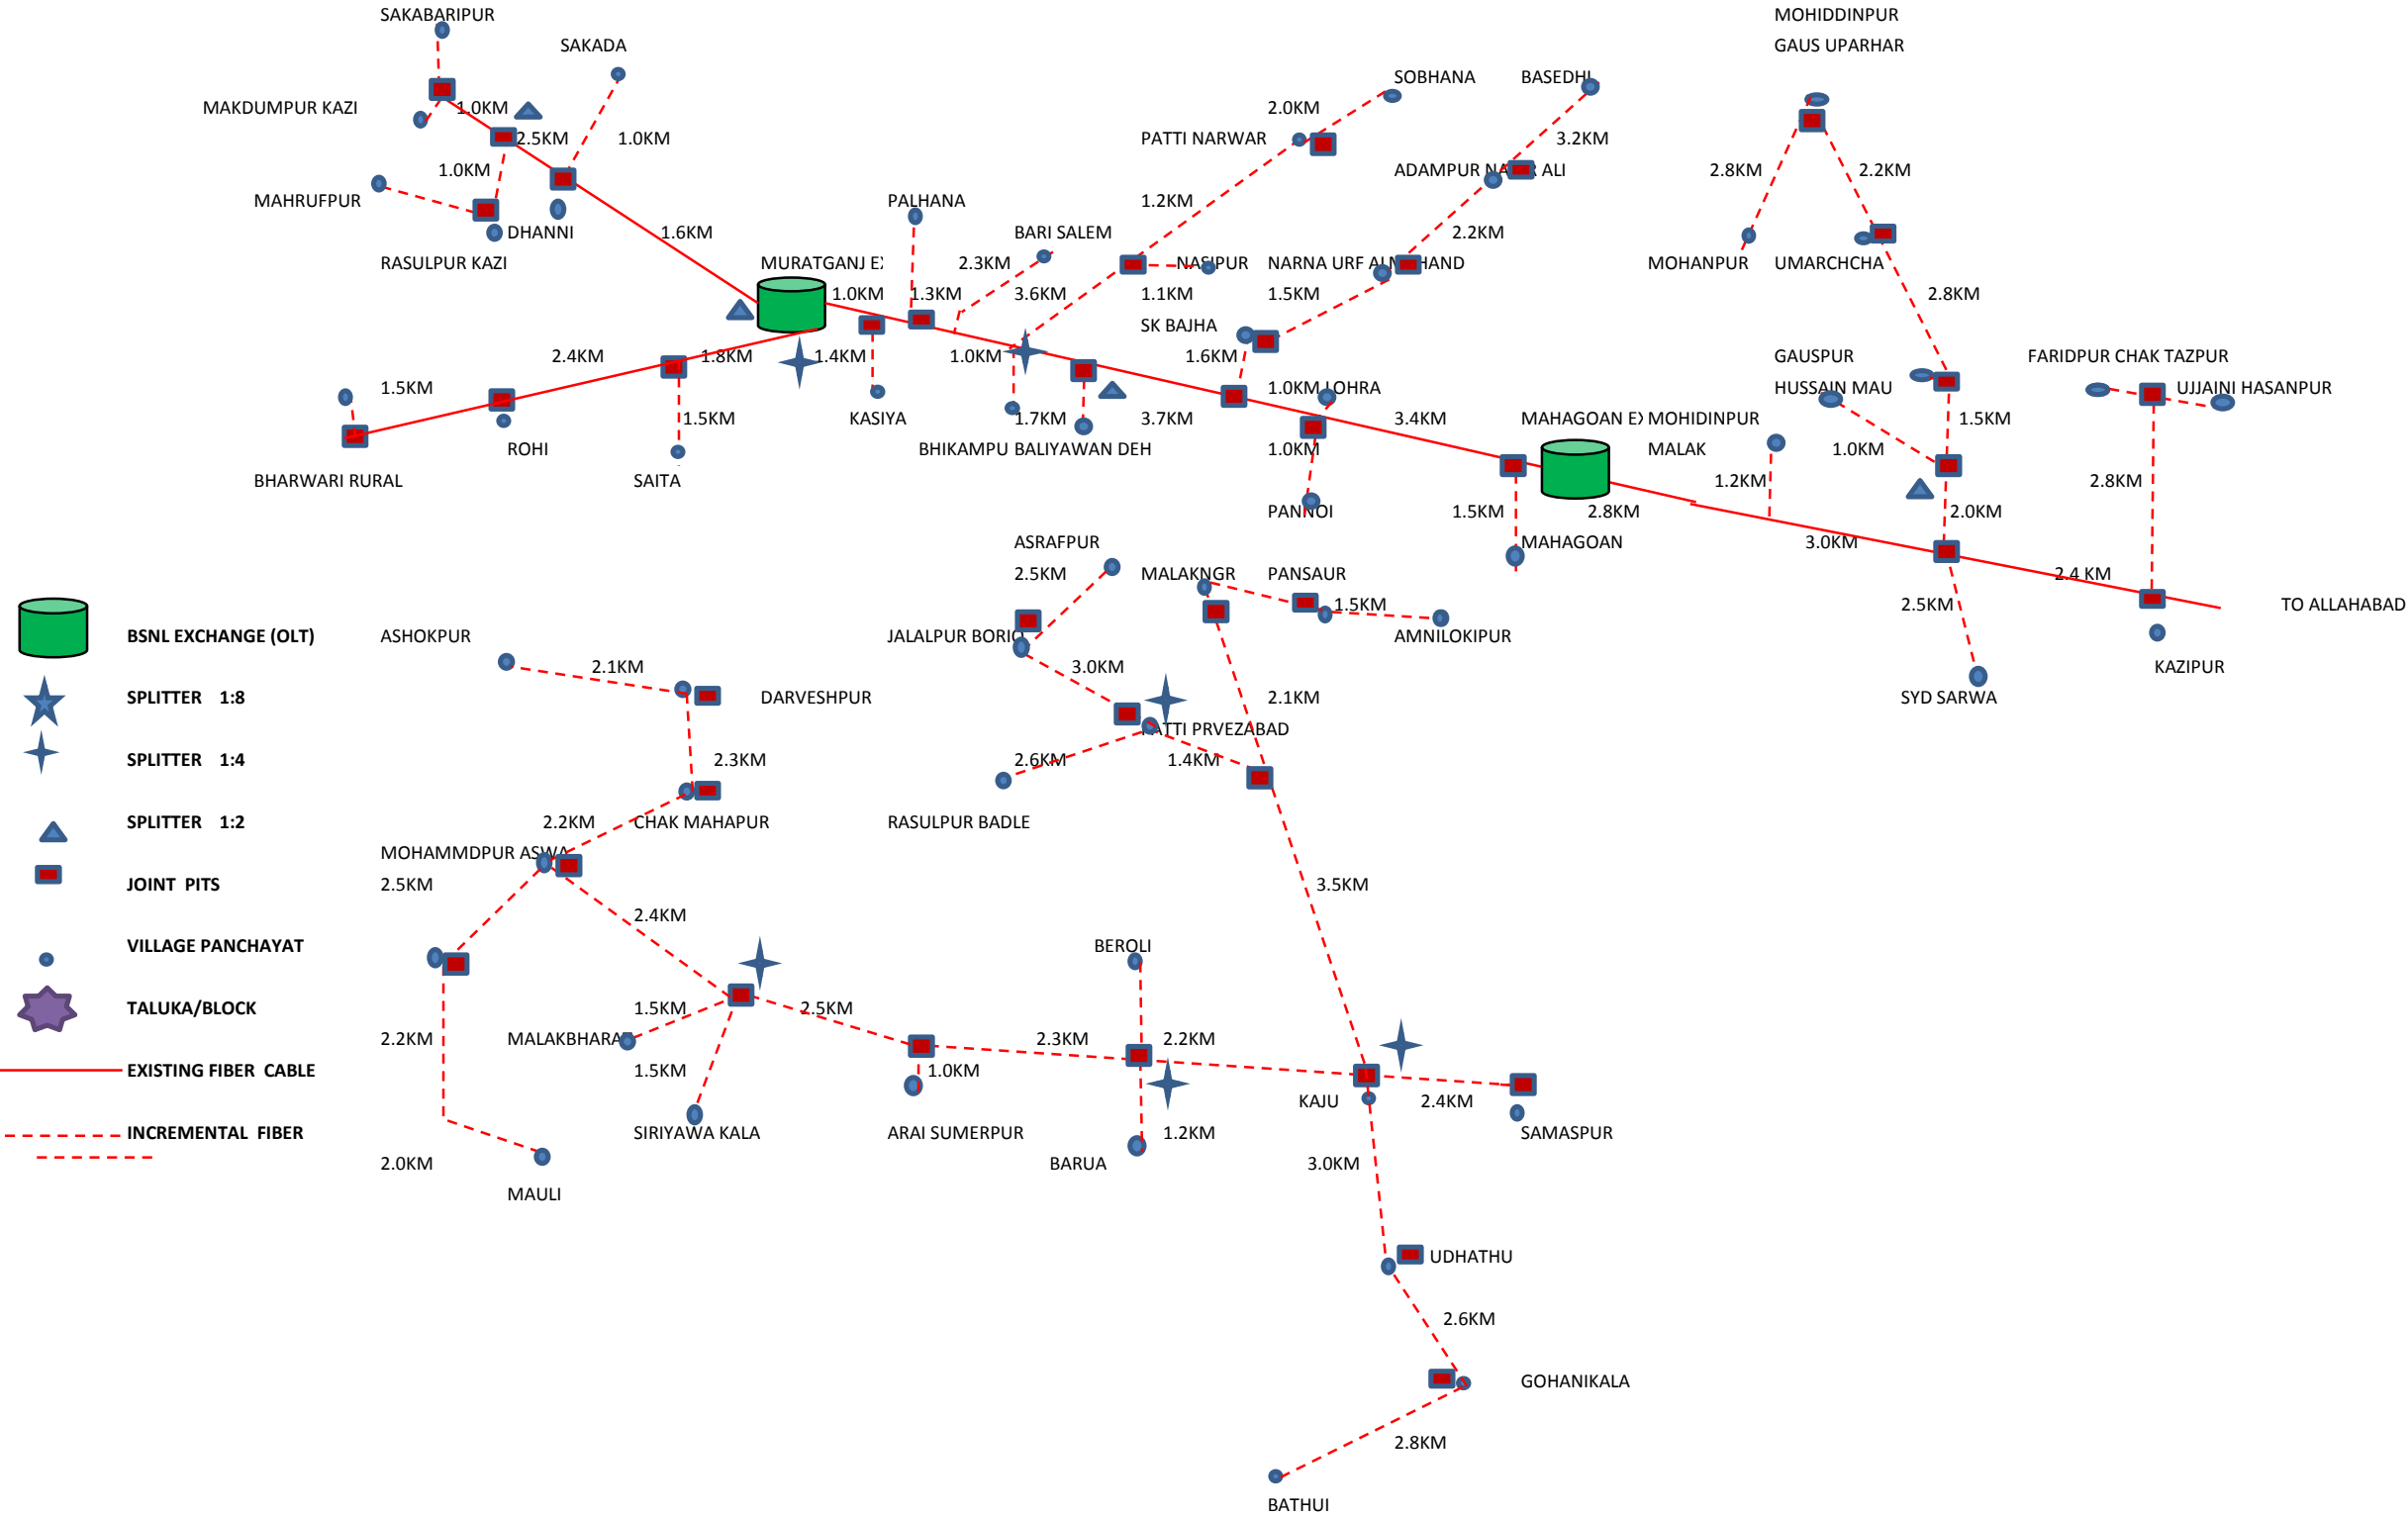 SAKABARIPUR
MOHIDDINPUR
SAKADA
GAUS UPARHAR
SOBHANA
BASEDHI
MAKDUMPUR KAZI
1.0KM
2.0KM
2.5KM
1.0KM
PATTI NARWAR
3.2KM
1.0KM
ADAMPUR
ALI
2.8KM
2.2KM
MAHRUFPUR
PALHANA
1.2KM
DHANNI
1.6KM
BARI SALEM
2.2KM
RASULPUR KAZI
MURATGANJ EX
2.3KM
NASIPUR
NARNA URF
MOHANPUR
UMARCHCHA
1.0KM
1.3KM
3.6KM
1.1KM
1.5KM
2.8KM
SK BAJHA
2.4KM
1.8KM
1.4KM
1.0KM
1.6KM
GAUSPUR
FARIDPUR CHAK TAZPUR
1.5KM
1.0KM
LOHRA
HUSSAIN MAU
UJJAINI HASANPUR
KASIYA
1.5KM
1.7KM
3.7KM
3.4KM
MAHAGOAN EX
MOHIDINPUR
1.5KM
ROHI
SAITA
BHIKAMPU
BALIYAWAN DEH
1.0KM
MALAK
1.0KM
BHARWARI RURAL
1.2KM
2.8KM
PANNOI
1.5KM
2.8KM
2.0KM
ASRAFPUR
MAHAGOAN
3.0KM
2.5KM
MALAKNGR
PANSAUR
2.4 KM
1.5KM
2.5KM
TO ALLAHABAD
BSNL EXCHANGE (OLT)
ASHOKPUR
JALALPUR BORIO
AMNILOKIPUR
2.1KM
3.0KM
KAZIPUR
SPLITTER 1:8
DARVESHPUR
2.1KM
SYD SARWA
PATTI PRVEZABAD
SPLITTER 1:4
2.3KM
2.6KM
1.4KM
SPLITTER 1:2
2.2KM
CHAK MAHAPUR
RASULPUR BADLE
MOHAMMDPUR ASWA
JOINT PITS
2.5KM
3.5KM
2.4KM
VILLAGE PANCHAYAT
BEROLI
TALUKA/BLOCK
1.5KM
2.5KM
2.2KM
MALAKBHARAT
2.3KM
2.2KM
EXISTING FIBER CABLE
1.5KM
1.0KM
KAJU
2.4KM
INCREMENTAL FIBER
SIRIYAWA KALA
ARAI SUMERPUR
1.2KM
SAMASPUR
2.0KM
BARUA
3.0KM
MAULI
UDHATHU
2.6KM
GOHANIKALA
2.8KM
BATHUI